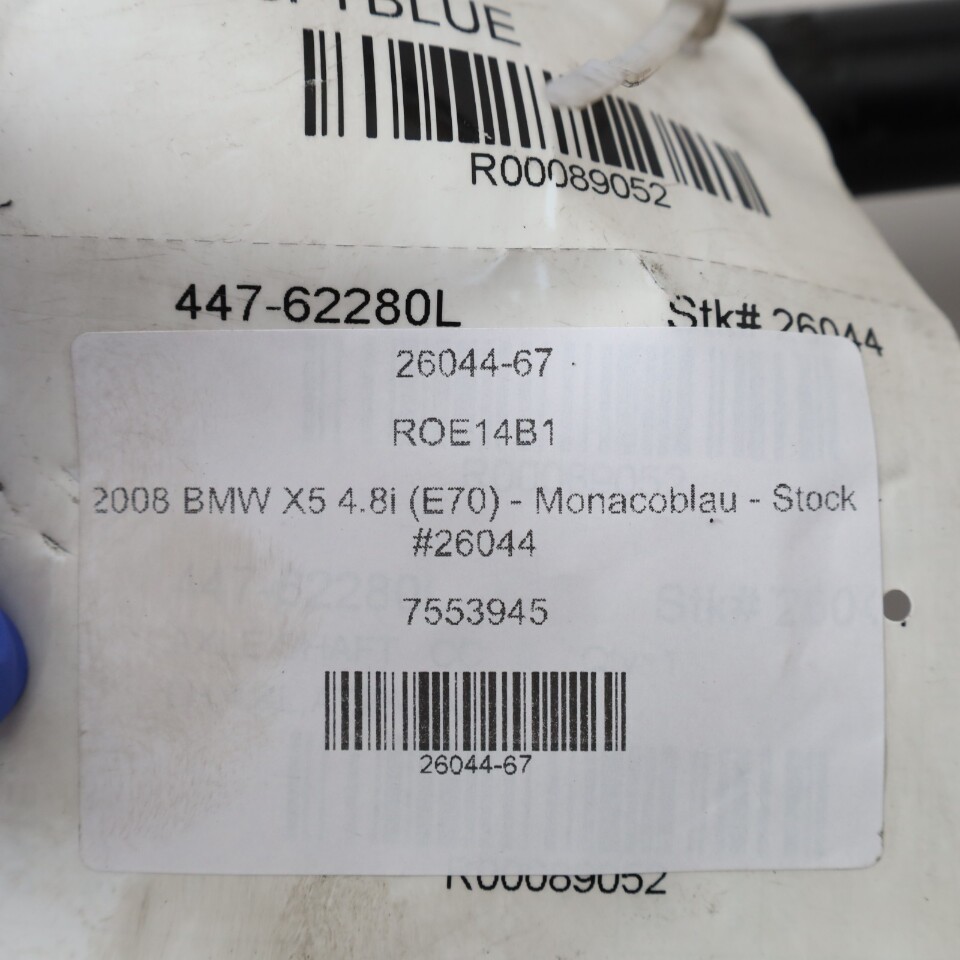 R00089052
447-62280L Stk# 26044
26044-67
ROE14B1
2008 BMW X5 4.8i (E70) - Monacoblau - Stock
#26044
7553945
26044-67
R00089052